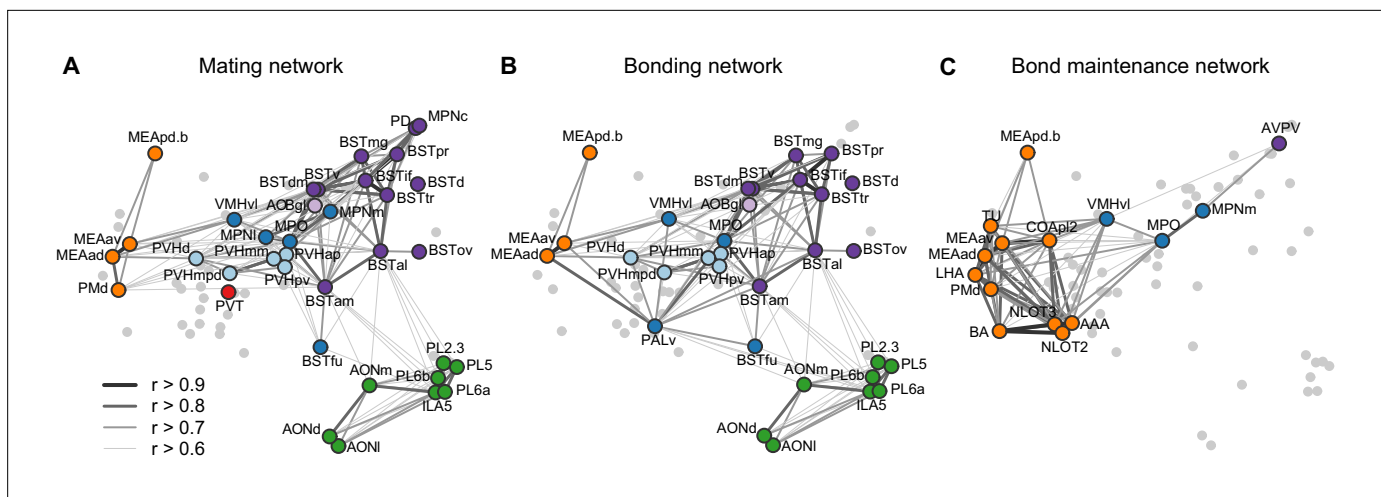 A Mating network
MEApd.b
BSTmg
PD
MPNc
BSTpr
BSTv
BSTdm
BSTif
BSTd
BSTtr
AOBgl
MPNm
VMHvl
MPO
MPNl
MEAav
MEAad
PVHd
PVHmm
PVHap
PVHmpd
PVHpv
BSTal
BSTov
PMd
PVT
BSTam
BSTfu
PL2.3
PL5
AONm
PL6b
PL6a
ILA5
AONd
AONl
r > 0.9
r > 0.8
r > 0.7
r > 0.6
B Bonding network
MEApd.b
BSTmg
BSTpr
BSTv
BSTdm
BSTif
BSTd
BSTtr
AOBgl
VMHvl
MPO
MEAav
MEAad
PVHd
PVHmm
PVHap
PVHmpd
PVHpv
BSTal
BSTov
BSTam
PALv
BSTfu
PL2.3
PL5
AONm
PL6b
PL6a
ILA5
AONd
AONl
C Bond maintenance network
MEApd.b
AVPV
TU
COApl2
VMHvl
MPNm
MPO
MEAav
MEAad
LHA
PMd
NLOT3
AAA
BA
NLOT2